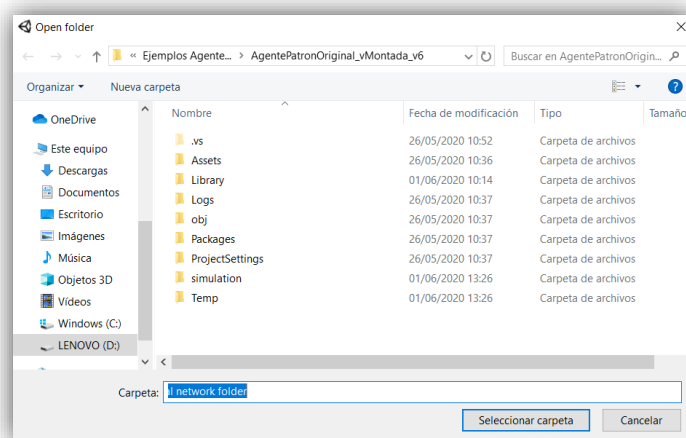 Open folder
« Ejemplos Agente... > AgentePatronOriginal_vMontada_v6
Buscar en AgentePatronOrigin...
Organizar
Nueva carpeta
Nombre Fecha de modificación Tipo Tamaño
OneDrive
Este equipo
Descargas
Documentos
Escritorio
Imágenes
Música
Objetos 3D
Vídeos
Windows (C:)
LENOVO (D:)
.vs 26/05/2020 10:52 Carpeta de archivos
Assets 26/05/2020 10:36 Carpeta de archivos
Library 01/06/2020 10:14 Carpeta de archivos
Logs 26/05/2020 10:37 Carpeta de archivos
obj 26/05/2020 10:37 Carpeta de archivos
Packages 26/05/2020 10:37 Carpeta de archivos
ProjectSettings 26/05/2020 10:37 Carpeta de archivos
simulation 01/06/2020 13:26 Carpeta de archivos
Temp 01/06/2020 13:26 Carpeta de archivos
Carpeta: l network folder
Seleccionar carpeta Cancelar